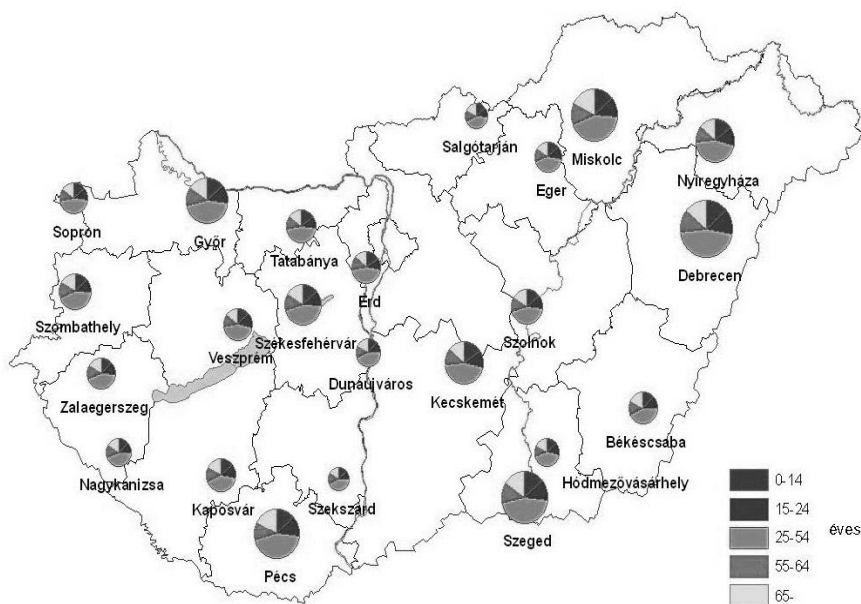 Salgótarján
Eger
Miskolc
Nyíregyháza
Sopron
Győr
Tatabánya
Érd
Debrecen
Szombathely
Veszprém
Székesfehérvár
Szolnok
Zalaegerszeg
Dunaújváros
Kecskemét
Békéscsaba
Nagykanizsa
Kaposvár
Szekszárd
Hódmezővásárhely
Szeged
Pécs
0-14
15-24
25-54
55-64
65-
éves